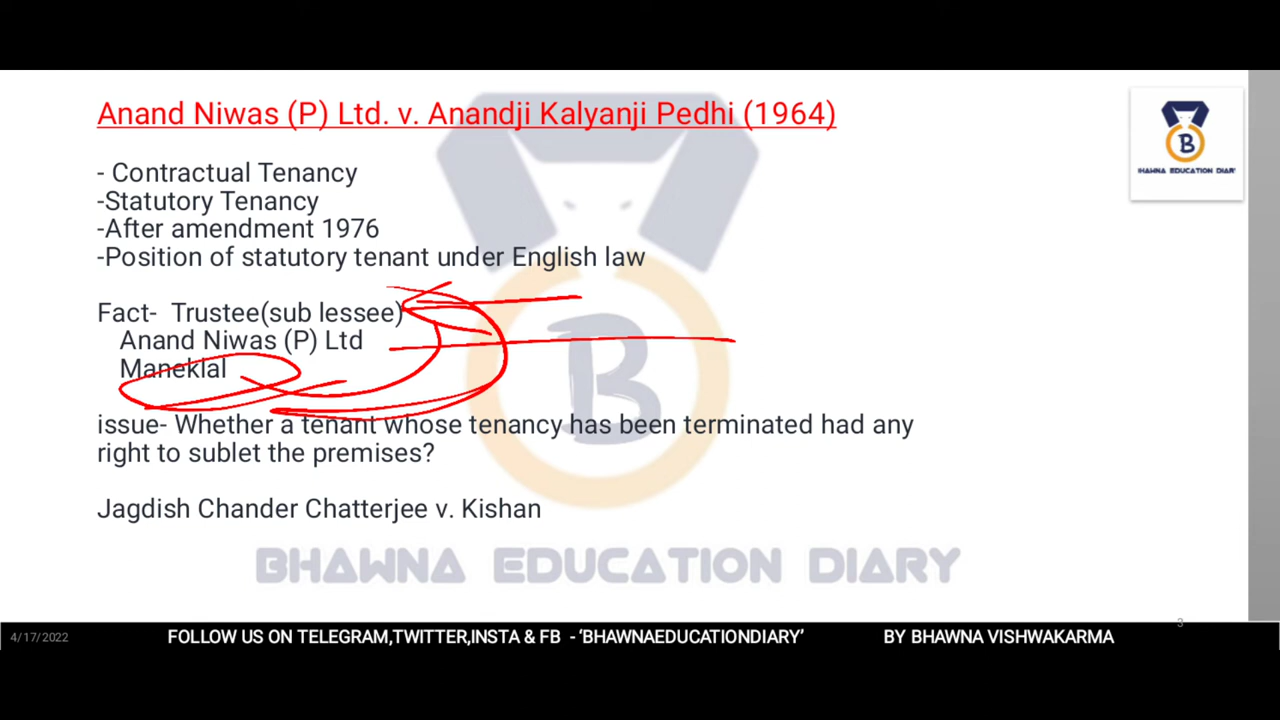 Anand Niwas (P) Ltd. v. Anandji Kalyanji Pedhi (1964)
B
BHAWNA EDUCATION DIARY
- Contractual Tenancy
-Statutory Tenancy
-After amendment 1976
-Position of statutory tenant under English law
Fact-  Trustee(sub lessee)
Anand Niwas (P) Ltd
Maneklal
B
issue- Whether a tenant whose tenancy has been terminated had any
right to sublet the premises?
Jagdish Chander Chatterjee v. Kishan
BHAWNA EDUCATION DIARY
3
4/17/2022
FOLLOW US ON TELEGRAM,TWITTER,INSTA & FB  - ‘BHAWNAEDUCATIONDIARY’
BY BHAWNA VISHWAKARMA